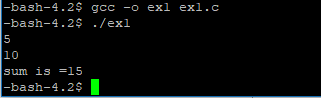 -bash-4.2$ gcc -o ex1 ex1.c
-bash-4.2$ ./ex1
5
10
sum is =15
-bash-4.2$